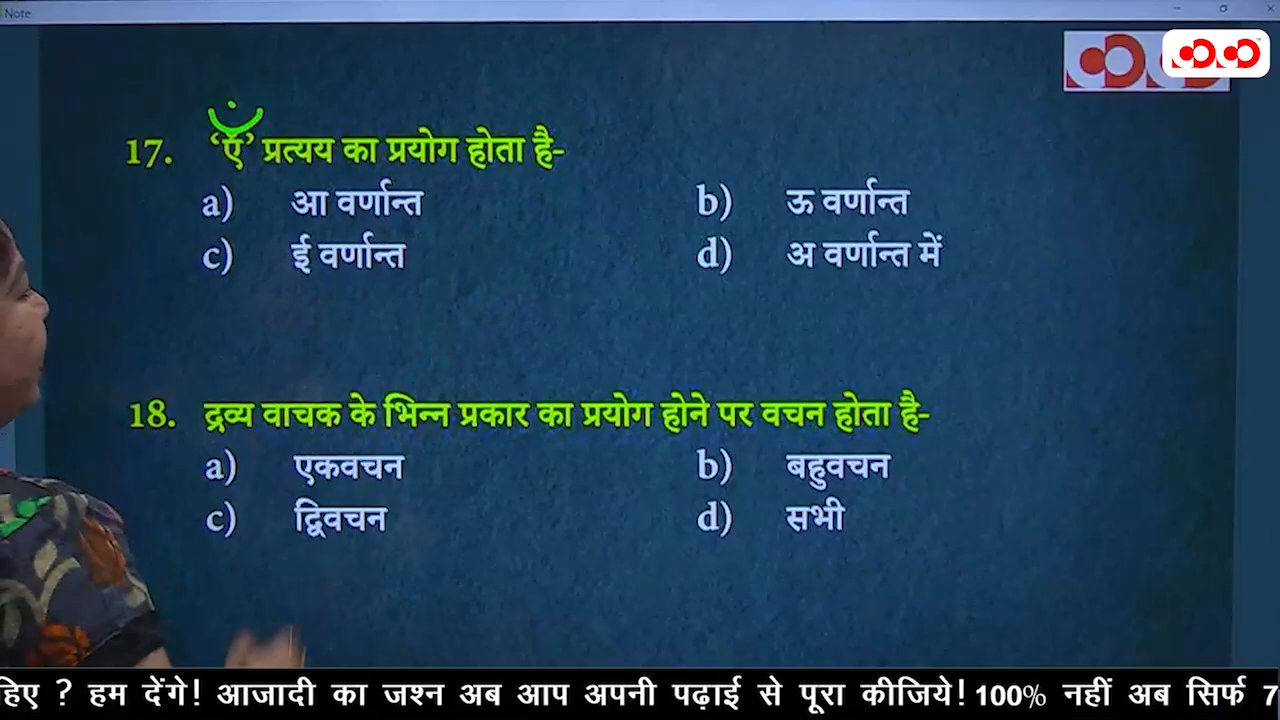 Note
17. 'ए' प्रत्यय का प्रयोग होता है-
a) आ वर्णान्त b) ऊ वर्णान्त
c) ई वर्णान्त d) अ वर्णान्त में
18. द्रव्य वाचक के भिन्न प्रकार का प्रयोग होने पर वचन होता है-
a) एकवचन b) बहुवचन
c) द्विवचन d) सभी
हिए ? हम देंगे! आजादी का जश्न अब आप अपनी पढ़ाई से पूरा कीजिये! 100% नहीं अब सिर्फ 7